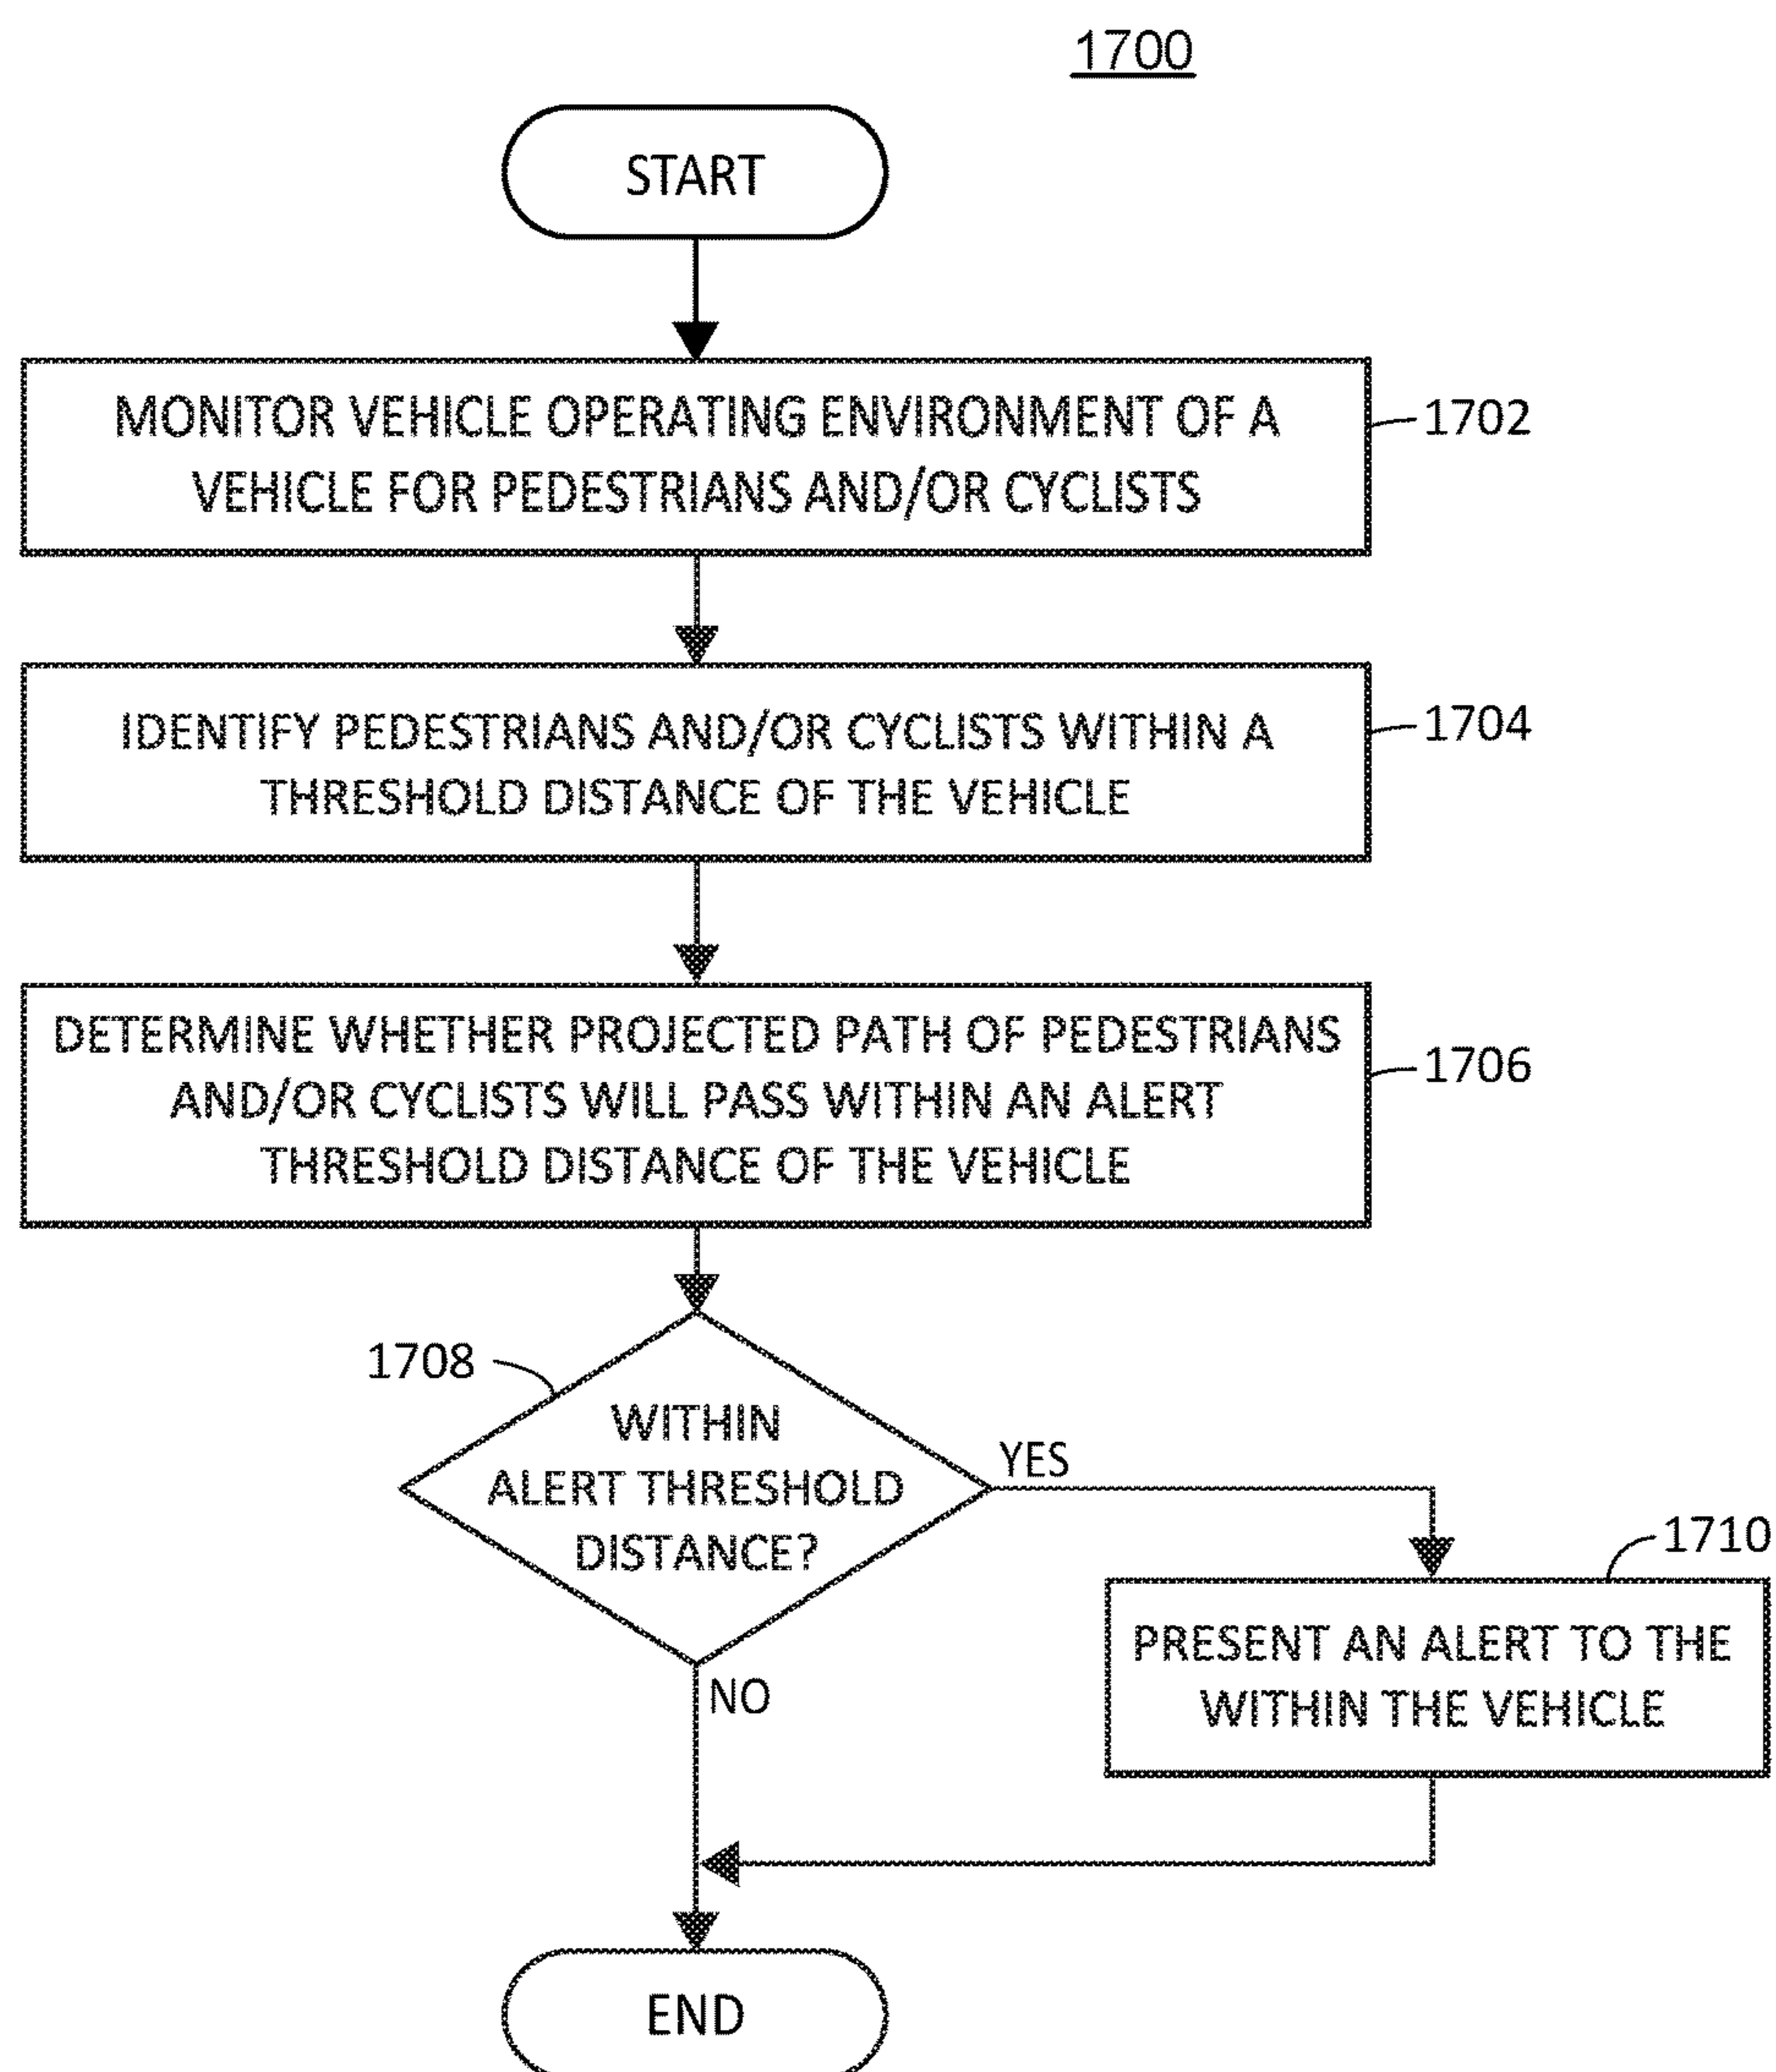 1700
START
MONITOR VEHICLE OPERATING ENVIRONMENT OF A
VEHICLE FOR PEDESTRIANS AND/OR CYCLISTS
1702
IDENTIFY PEDESTRIANS AND/OR CYCLISTS WITHIN A
THRESHOLD DISTANCE OF THE VEHICLE
1704
DETERMINE WHETHER PROJECTED PATH OF PEDESTRIANS
AND/OR CYCLISTS WILL PASS WITHIN AN ALERT
THRESHOLD DISTANCE OF THE VEHICLE
1706
1708
WITHIN
ALERT THRESHOLD
DISTANCE?
YES
1710
PRESENT AN ALERT TO THE
WITHIN THE VEHICLE
NO
END